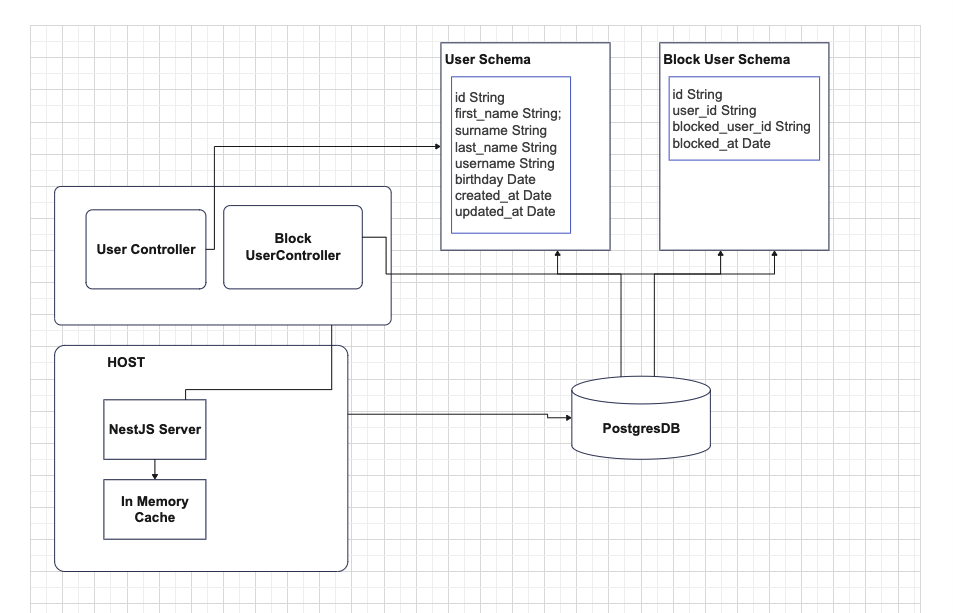 User Schema
id String
first_name String;
surname String
last_name String
username String
birthday Date
created_at Date
updated_at Date
Block User Schema
id String
user_id String
blocked_user_id String
blocked_at Date
User Controller
Block
UserController
HOST
NestJS Server
In Memory
Cache
PostgresDB